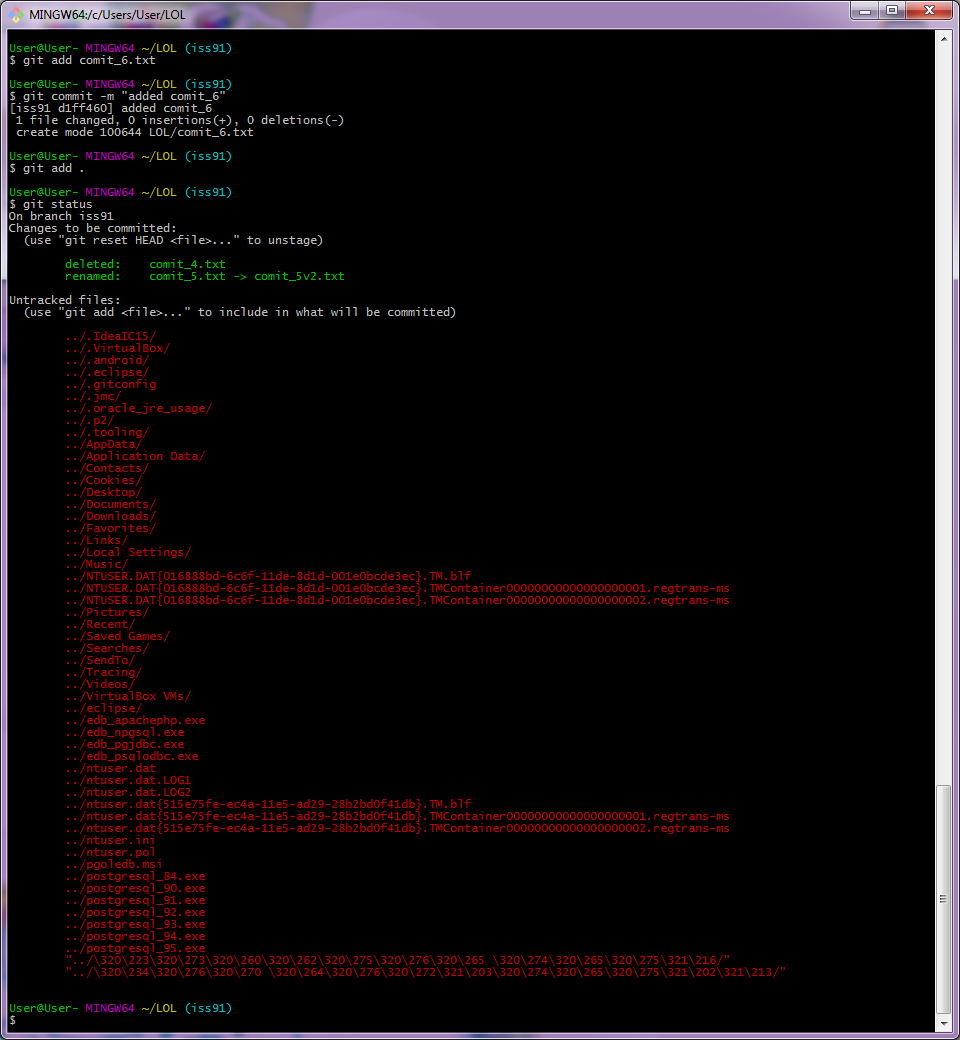 MINGW64:/c/Users/User/LOL
User@User- MINGW64 ~/LOL (iss91)
$ git add comit_6.txt
User@User- MINGW64 ~/LOL (iss91)
$ git commit -m "added comit_6"
[iss91 d1ff460] added comit_6
 1 file changed, 0 insertions(+), 0 deletions(-)
 create mode 100644 LOL/comit_6.txt
User@User- MINGW64 ~/LOL (iss91)
$ git add .
User@User- MINGW64 ~/LOL (iss91)
$ git status
On branch iss91
Changes to be committed:
  (use "git reset HEAD <file>..." to unstage)
        deleted:    comit_4.txt
        renamed:    comit_5.txt -> comit_5v2.txt
Untracked files:
  (use "git add <file>..." to include in what will be committed)
        ../.IdeaIC15/
        ../.VirtualBox/
        ../.android/
        ../.eclipse/
        ../.gitconfig
        ../.jmc/
        ../.oracle_jre_usage/
        ../.p2/
        ../.tooling/
        ../AppData/
        ../Application Data/
        ../Contacts/
        ../Cookies/
        ../Desktop/
        ../Documents/
        ../Downloads/
        ../Favorites/
        ../Links/
        ../Local Settings/
        ../Music/
        ../NTUSER.DAT{016888bd-6c6f-11de-8d1d-001e0bcde3ec}.TM.blf
        ../NTUSER.DAT{016888bd-6c6f-11de-8d1d-001e0bcde3ec}.TMContainer00000000000000000001.regtrans-ms
        ../NTUSER.DAT{016888bd-6c6f-11de-8d1d-001e0bcde3ec}.TMContainer00000000000000000002.regtrans-ms
        ../Pictures/
        ../Recent/
        ../Saved Games/
        ../Searches/
        ../SendTo/
        ../Tracing/
        ../Videos/
        ../VirtualBox VMs/
        ../eclipse/
        ../edb_apachephp.exe
        ../edb_npgsql.exe
        ../edb_pgjdbc.exe
        ../edb_psqlodbc.exe
        ../ntuser.dat
        ../ntuser.dat.LOG1
        ../ntuser.dat.LOG2
        ../ntuser.dat{515e75fe-ec4a-11e5-ad29-28b2bd0f41db}.TM.blf
        ../ntuser.dat{515e75fe-ec4a-11e5-ad29-28b2bd0f41db}.TMContainer00000000000000000001.regtrans-ms
        ../ntuser.dat{515e75fe-ec4a-11e5-ad29-28b2bd0f41db}.TMContainer00000000000000000002.regtrans-ms
        ../ntuser.ini
        ../ntuser.pol
        ../pgoledb.msi
        ../postgresql_84.exe
        ../postgresql_90.exe
        ../postgresql_91.exe
        ../postgresql_92.exe
        ../postgresql_93.exe
        ../postgresql_94.exe
        ../postgresql_95.exe
        "../\320\223\320\273\320\260\320\262\320\275\320\276\320\265 \320\274\320\265\320\275\321\216/"
        "../\320\234\320\276\320\270 \320\264\320\276\320\272\321\203\320\274\320\265\320\275\321\202\321\213/"
User@User- MINGW64 ~/LOL (iss91)
$